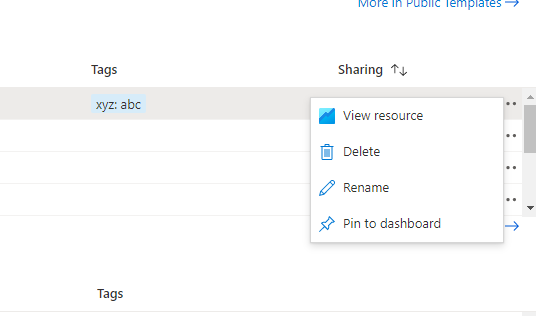 More in Public Templates →
Tags Sharing ↑↓
xyz: abc
View resource
Delete
Rename
Pin to dashboard
Tags